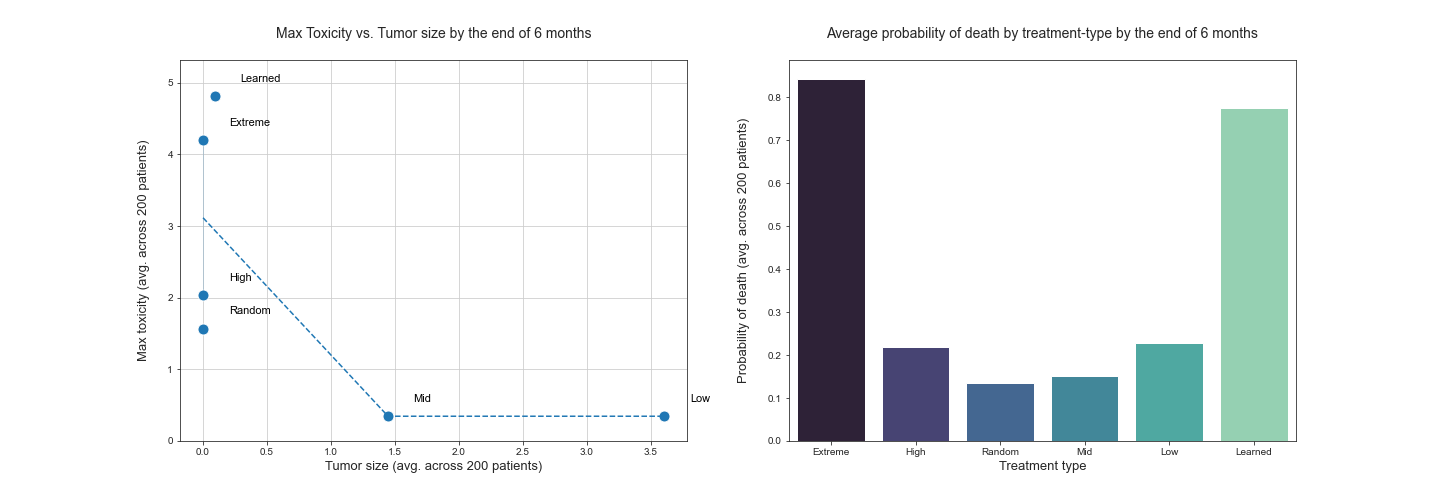 Max Toxicity vs. Tumor size by the end of 6 months
Max toxicity (avg. across 200 patients)
5
4
3
2
1
0
Learned
Extreme
High
Random
Mid
Low
0.0 0.5 1.0 1.5 2.0 2.5 3.0 3.5
Tumor size (avg. across 200 patients)
Average probability of death by treatment-type by the end of 6 months
Probability of death (avg. across 200 patients)
0.8
0.7
0.6
0.5
0.4
0.3
0.2
0.1
0.0
Extreme High Random Mid Low Learned
Treatment type